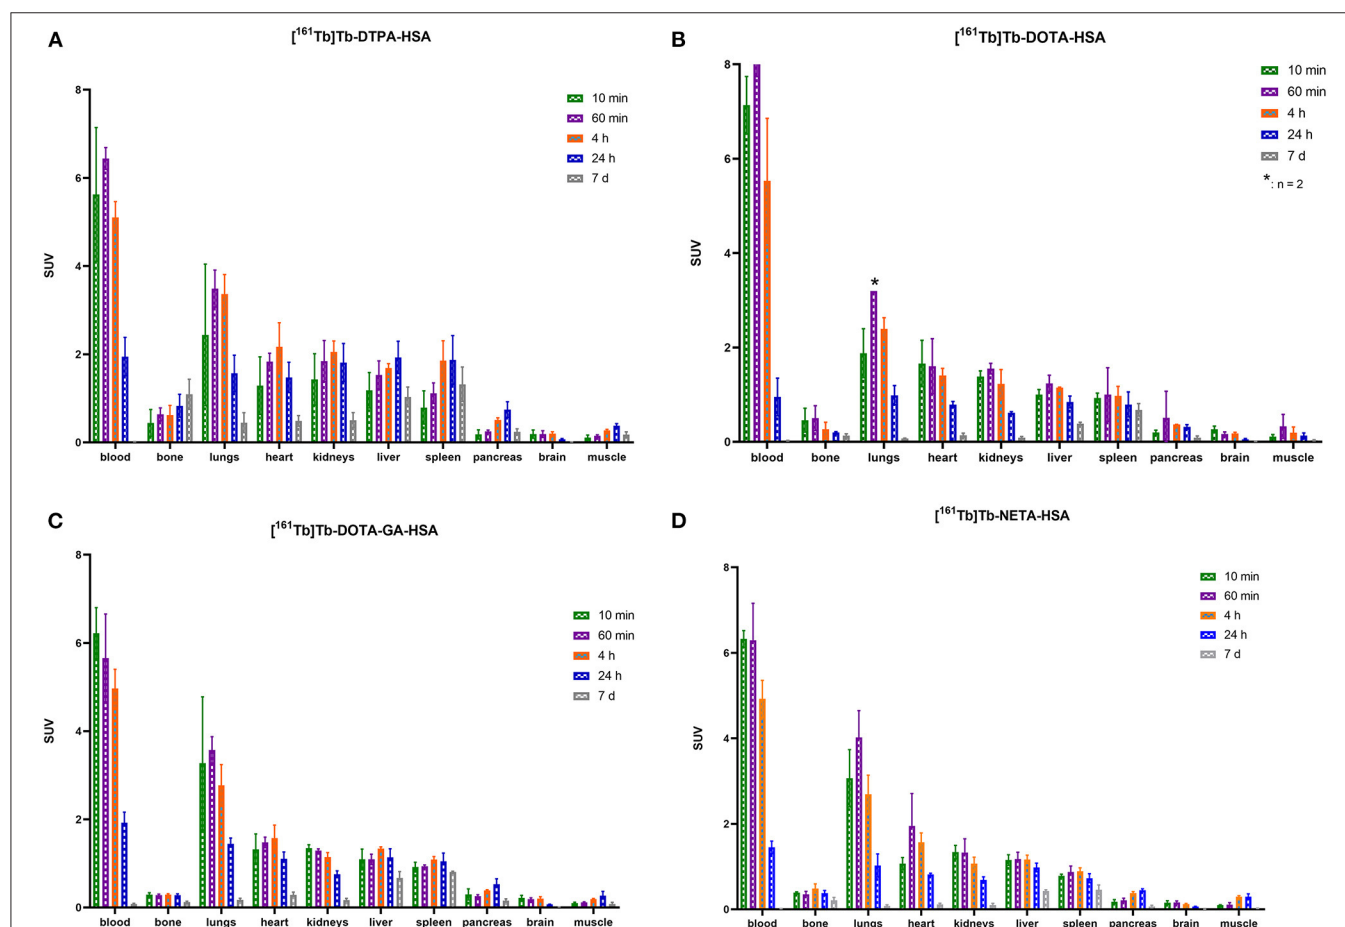 A
[161Tb]Tb-DTPA-HSA
8
6
4
2
0
SUV
10 min
60 min
4 h
24 h
7 d
blood bone lungs heart kidneys liver spleen pancreas brain muscle
B
[161Tb]Tb-DOTA-HSA
8
6
4
2
0
SUV
10 min
60 min
4 h
24 h
7 d
*: n = 2
*
blood bone lungs heart kidneys liver spleen pancreas brain muscle
C
[161Tb]Tb-DOTA-GA-HSA
8
6
4
2
0
SUV
10 min
60 min
4 h
24 h
7 d
blood bone lungs heart kidneys liver spleen pancreas brain muscle
D
[161Tb]Tb-NETA-HSA
8
6
4
2
0
SUV
10 min
60 min
4 h
24 h
7 d
blood bone lungs heart kidneys liver spleen pancreas brain muscle